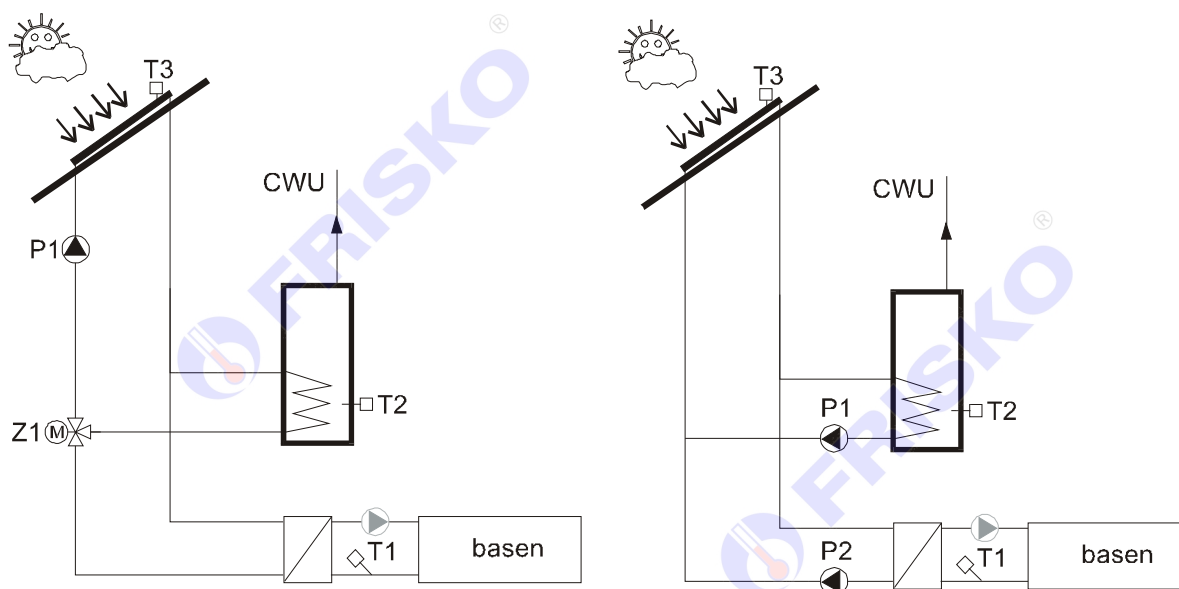 T3
CWU
P1
FRISKO ®
T2
Z1 M
T1
basen
T3
CWU
P1
T2
FRISKO ®
P2
T1
basen